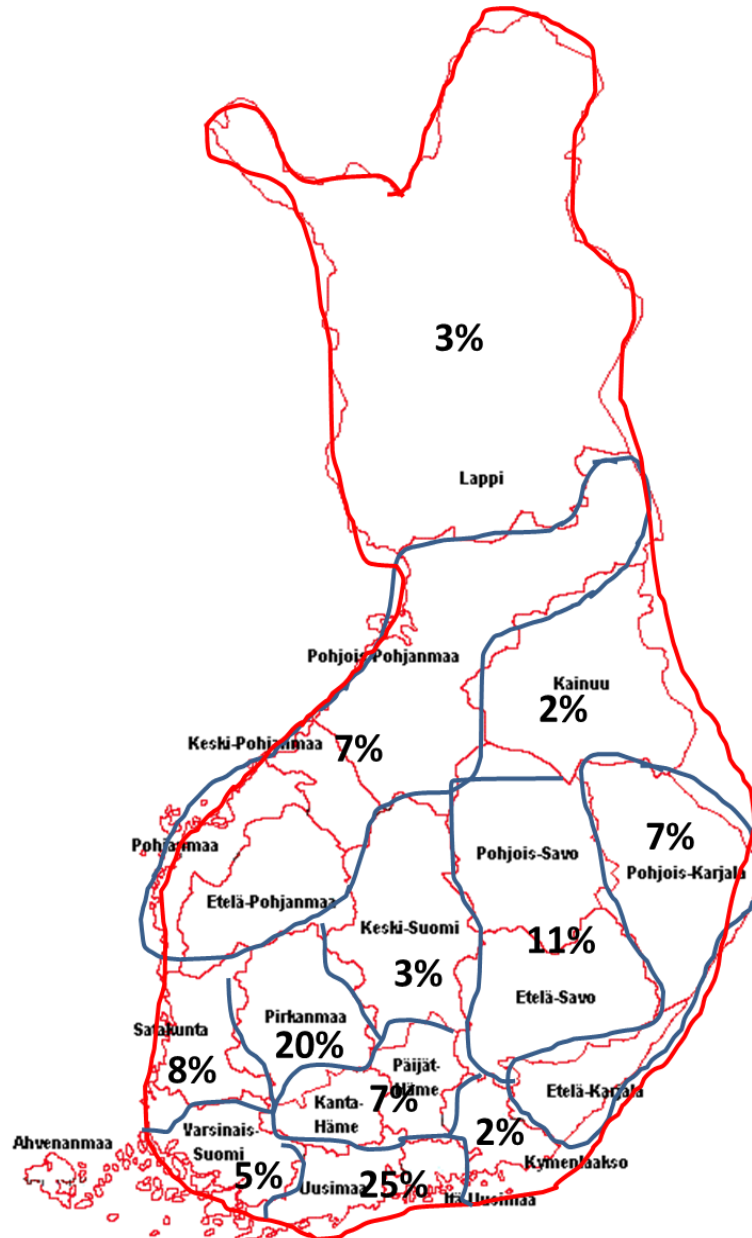 3%
Lappi
Pohjois-Pohjanmaa
Kainuu
2%
Keski-Pohjanmaa
7%
Pohjanmaa
7%
Pohjois-Savo
Pohjois-Karjala
Etelä-Pohjanmaa
Keski-Suomi
11%
3%
Etelä-Savo
Pirkanmaa
Satakunta
20%
8%
Päijät-
Häme
7%
Etelä-Karjala
Kanta-
Häme
Varsinais-
Suomi
2%
Ahvenanmaa
Kymenlaakso
5%
Uusimaa
25%
Itä-Uusimaa